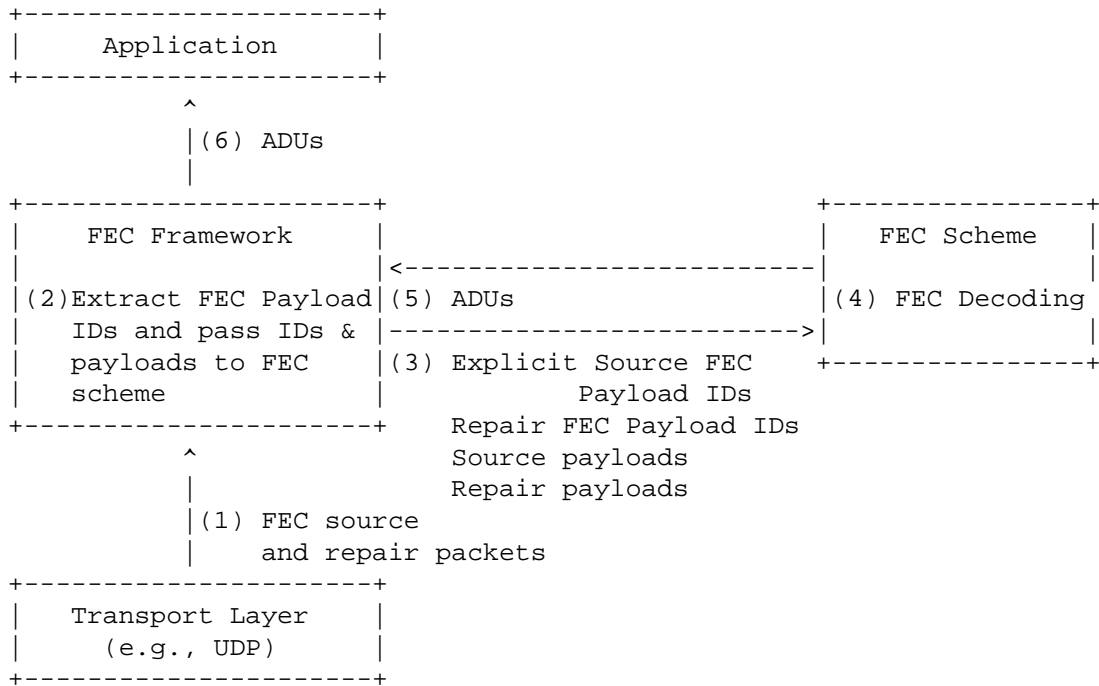 Application
(6) ADUs
FEC Framework FEC Scheme
(2)Extract FEC Payload (5) ADUs (4) FEC Decoding
IDs and pass IDs &
payloads to FEC (3) Explicit Source FEC
scheme Payload IDs
Repair FEC Payload IDs
Source payloads
Repair payloads
(1) FEC source
and repair packets
Transport Layer
(e.g., UDP)